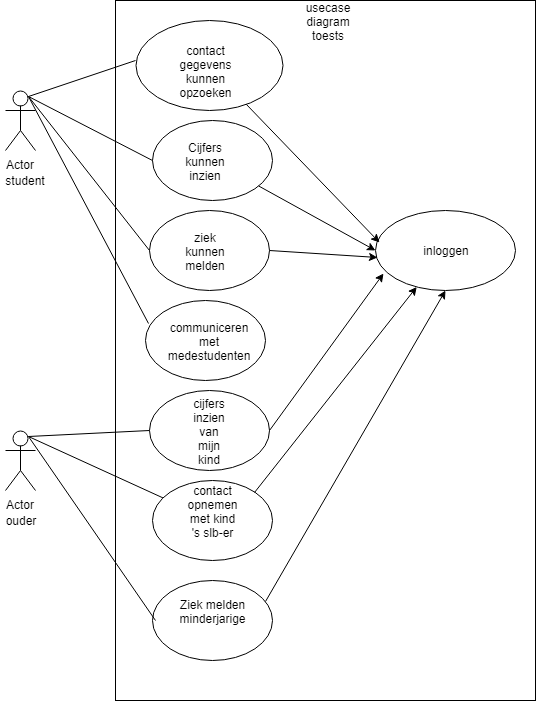 usecase
diagram
toests
contact
gegevens
kunnen
opzoeken
Cijfers
kunnen
inzien
Actor
student
ziek
kunnen
melden
inloggen
communiceren
met
medestudenten
cijfers
inzien
van
mijn
kind
Actor
ouder
contact
opnemen
met kind
's slb-er
Ziek melden
minderjarige